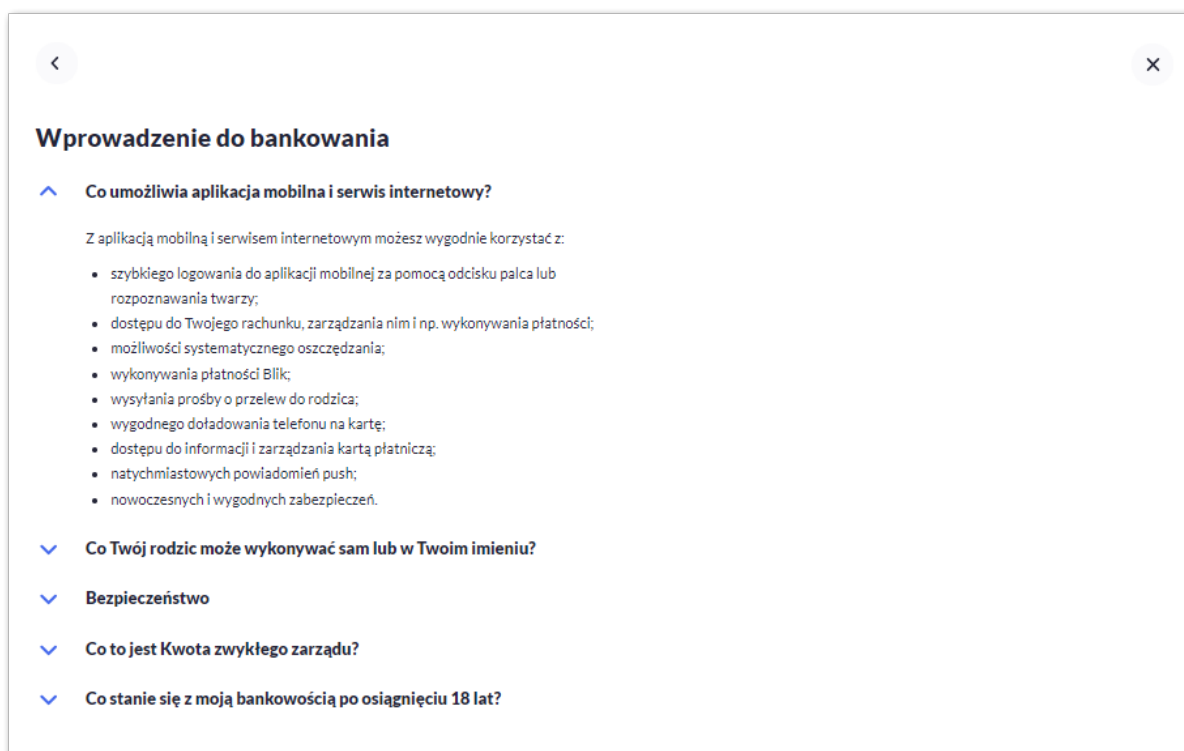 Wprowadzenie do bankowania
Co umożliwia aplikacja mobilna i serwis internetowy?
Z aplikacją mobilną i serwisem internetowym możesz wygodnie korzystać z:
• szybkiego logowania do aplikacji mobilnej za pomocą odcisku palca lub
rozpoznawania twarzy;
• dostępu do Twojego rachunku, zarządzania nim i np. wykonywania płatności;
• możliwości systematycznego oszczędzania;
• wykonywania płatności Blik;
• wysyłania prośby o przelew do rodzica;
• wygodnego doładowania telefonu na kartę;
• dostępu do informacji i zarządzania kartą płatniczą;
• natychmiastowych powiadomień push;
• nowoczesnych i wygodnych zabezpieczeń.
Co Twój rodzic może wykonywać sam lub w Twoim imieniu?
Bezpieczeństwo
Co to jest Kwota zwykłego zarządu?
Co stanie się z moją bankowością po osiągnięciu 18 lat?